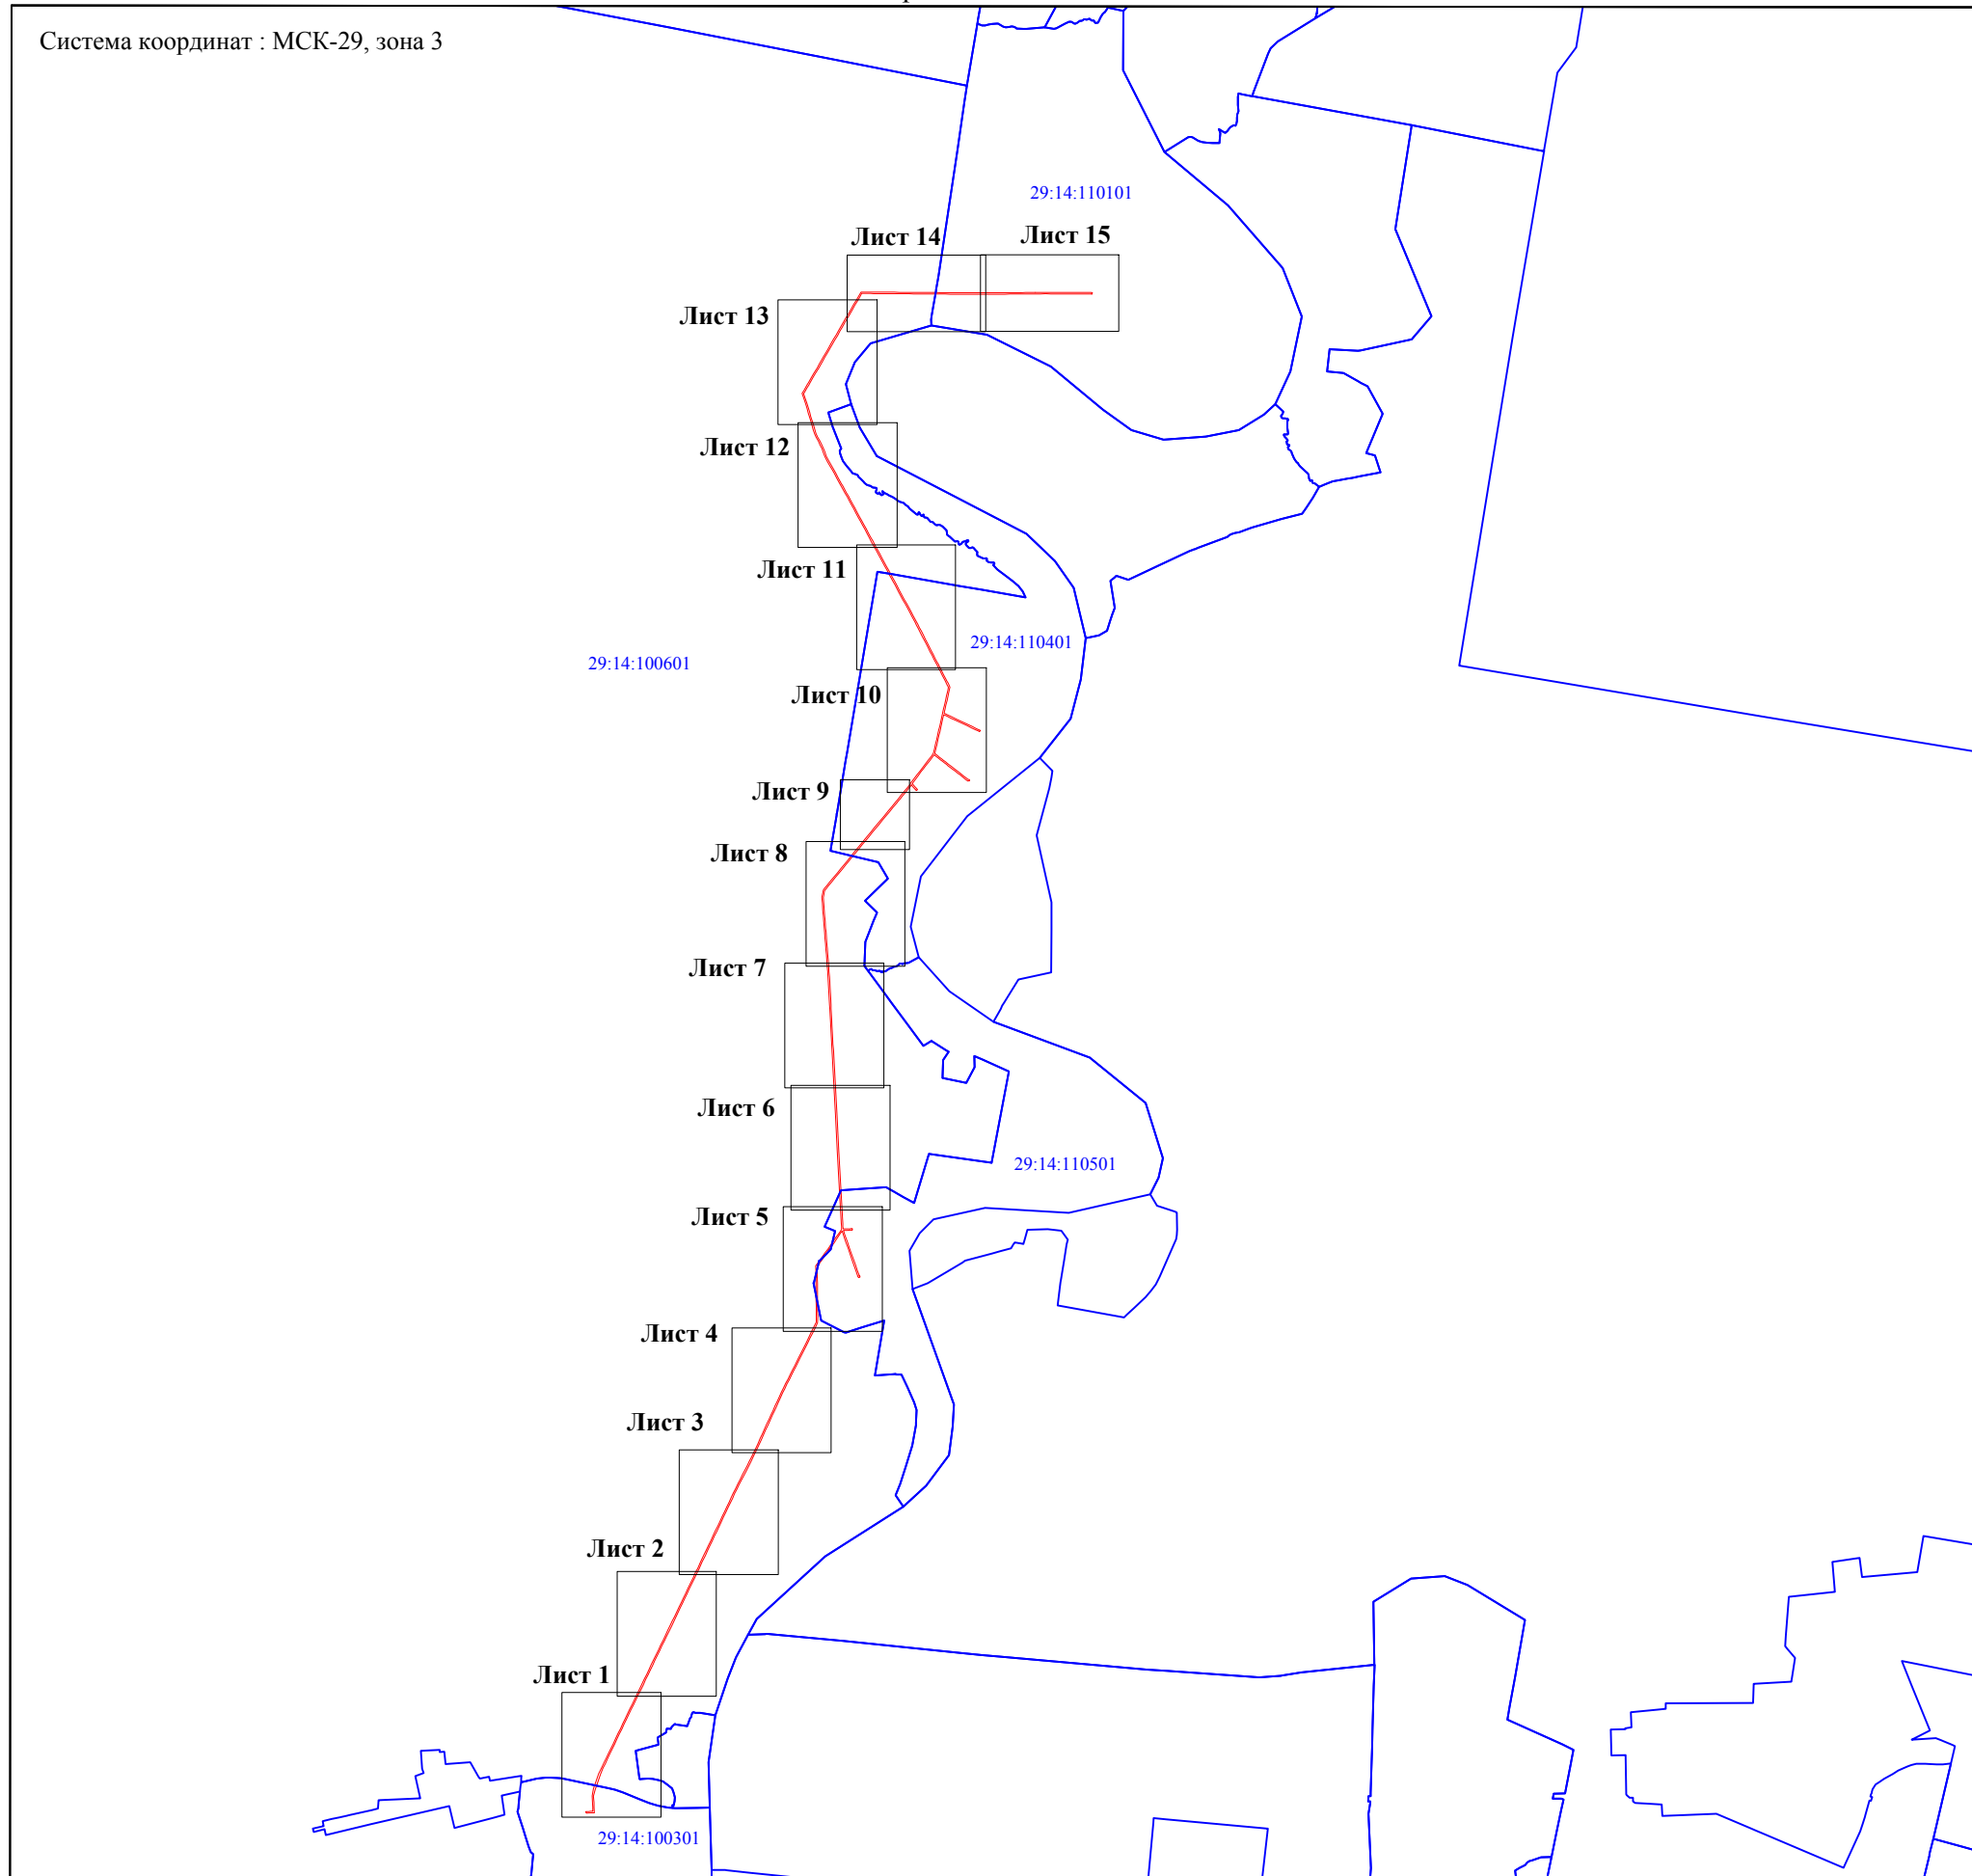 Система координат : МСК-29, зона 3
29:14:110101
Лист 14
Лист 15
Лист 13
Лист 12
Лист 11
29:14:110401
29:14:100601
Лист 10
Лист 9
Лист 8
Лист 7
Лист 6
29:14:110501
Лист 5
Лист 4
Лист 3
Лист 2
Лист 1
29:14:100301